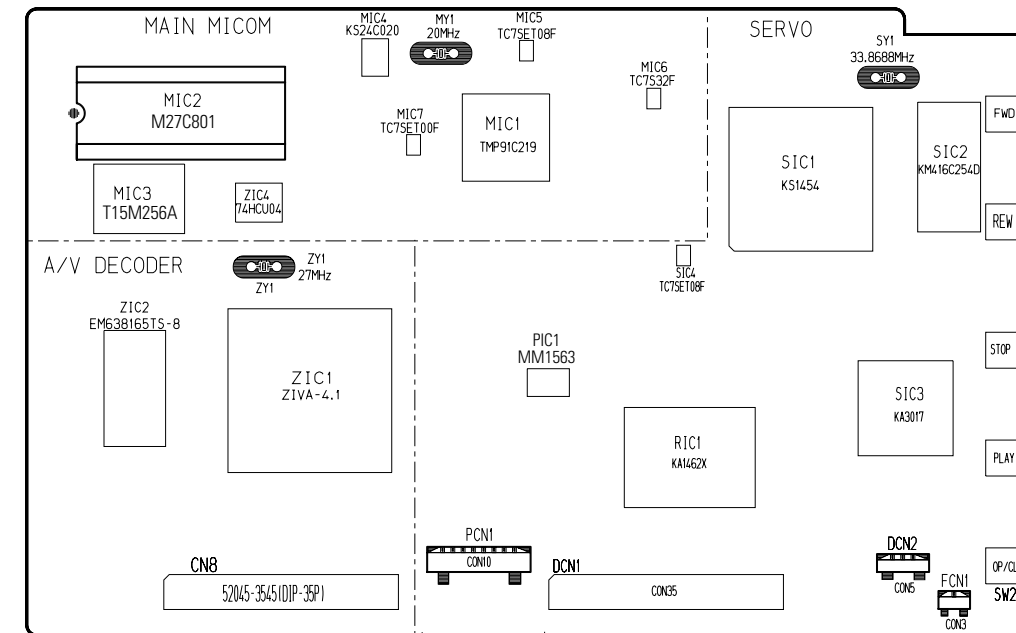 MAIN MICOM
MIC4
KS24C020
MY1
20MHz
MIC5
TC7SET08F
SERVO
SY1
33.8688MHz
MIC6
TC7S32F
MIC2
M27C801
MIC7
TC7SET00F
MIC1
TMP91C219
FWD
SIC1
KS1454
SIC2
KM416C254D
MIC3
T15M256A
ZIC4
74HCU04
REW
A/V DECODER
ZY1
27MHz
ZY1
SIC4
TC7SET08F
ZIC2
EM638165TS-8
PIC1
MM1563
STOP
ZIC1
ZIVA-4.1
SIC3
KA3017
RIC1
KA1462X
PLAY
PCN1
CON10
CN8
52045-3545(DIP-35P)
DCN1
CON35
DCN2
CON5
FCN1
CON3
OP/CL
SW2